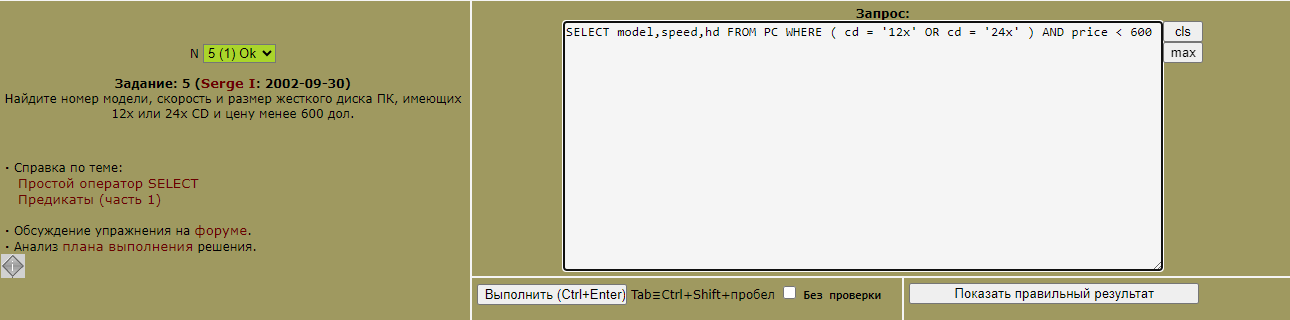 N 5 (1) Ok
Задание: 5 (Serge I: 2002-09-30)
Найдите номер модели, скорость и размер жесткого диска ПК, имеющих
12x или 24x CD и цену менее 600 дол.
· Справка по теме:
Простой оператор SELECT
Предикаты (часть 1)
· Обсуждение упражнения на форуме.
· Анализ плана выполнения решения.
Запрос:
SELECT model,speed,hd FROM PC WHERE ( cd = '12x' OR cd = '24x' ) AND price < 600
cls
max
Выполнить (Ctrl+Enter) Tab≡Ctrl+Shift+пробел Без проверки
Показать правильный результат